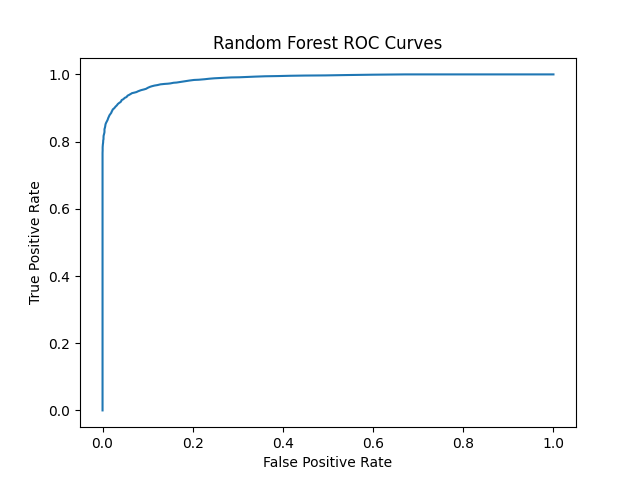 Random Forest ROC Curves
1.0
0.8
0.6
0.4
0.2
0.0
True Positive Rate
0.0 0.2 0.4 0.6 0.8 1.0
False Positive Rate